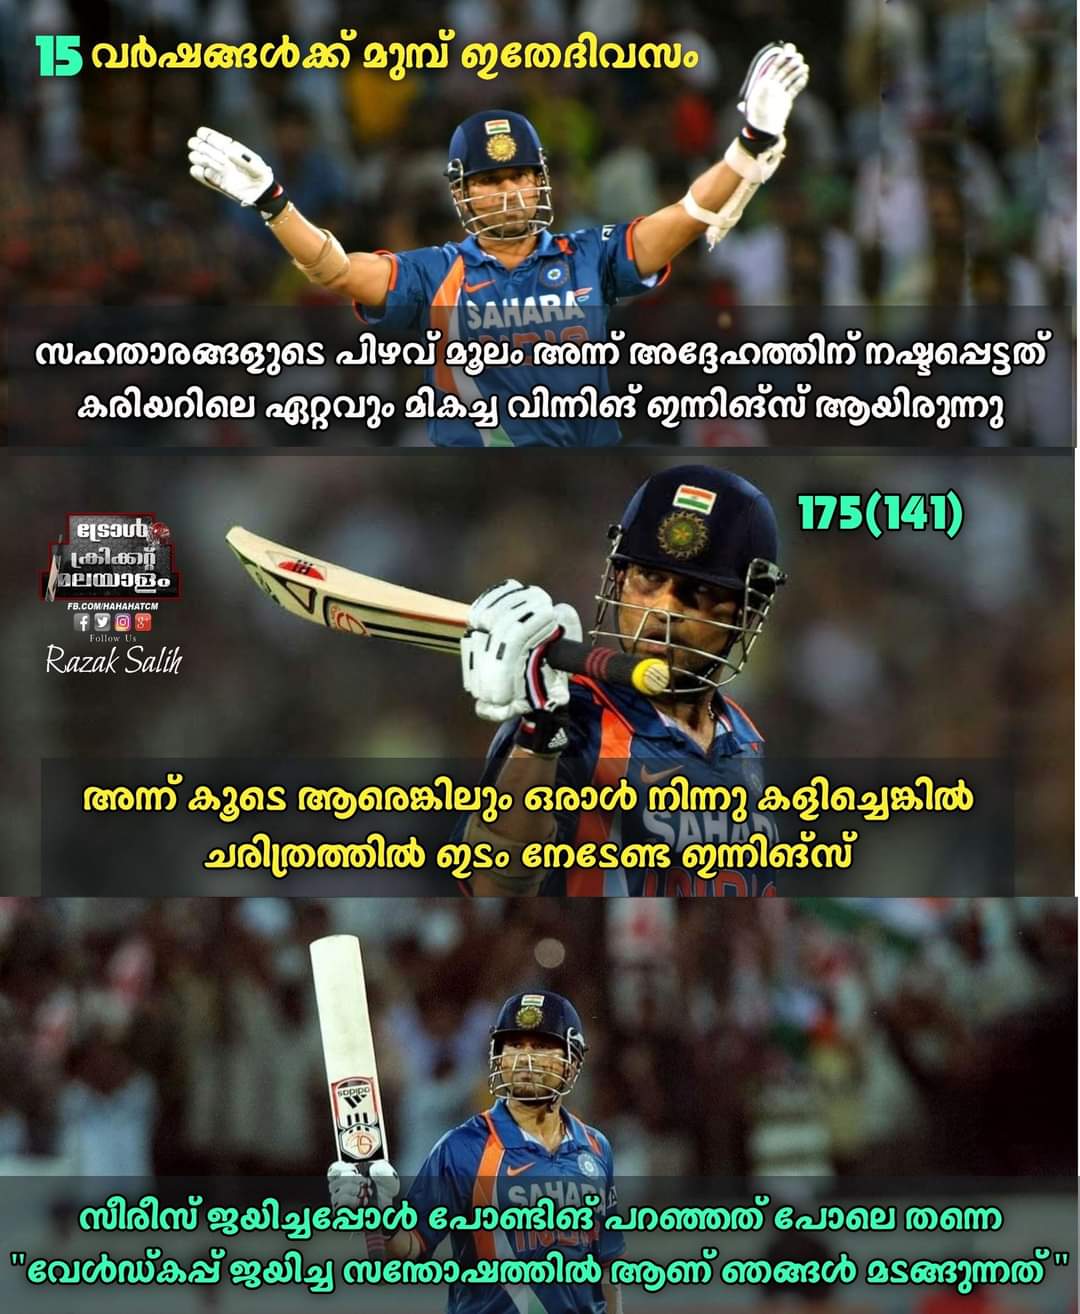 15 വർഷങ്ങൾക്ക് മുമ്പ് ഇതേദിവസം
SAHARA
സഹതാരങ്ങളുടെ പിഴവ് മൂലം അന്ന് അദ്ദേഹത്തിന് നഷ്ടപ്പെട്ടത്
കരിയറിലെ ഏറ്റവും മികച്ച വിന്നിങ് ഇന്നിങ്സ് ആയിരുന്നു
175(141)
ട്രോൾ
ക്രിക്കറ്റ്
മലയാളം
FB.COM/HAHAHATCM
Follow Us
Razak Salih
അന്ന് കൂടെ ആരെങ്കിലും ഒരാൾ നിന്നു കളിച്ചെങ്കിൽ
ചരിത്രത്തിൽ ഇടം നേടേണ്ട ഇന്നിങ്സ്
adidas
സീരീസ് ജയിച്ചപ്പോൾ പോണ്ടിങ് പറഞ്ഞത് പോലെ തന്നെ
"വേൾഡ്കപ്പ് ജയിച്ച സന്തോഷത്തിൽ ആണ് ഞങ്ങൾ മടങ്ങുന്നത് "